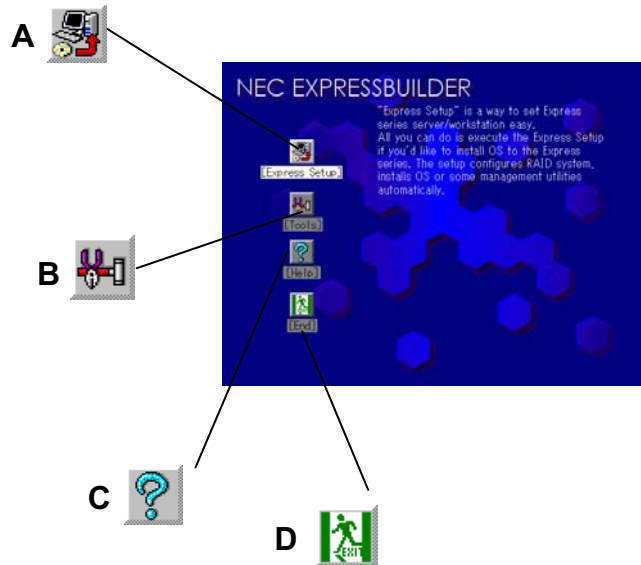 A
NEC EXPRESSBUILDER
"Express Setup" is a way to set Express
series server/workstation easy.
All you can do is execute the Express Setup
if you'd like to install OS to the Express
series. The setup configures RAID system,
installs OS or some management utilities
automatically.
[Express Setup]
[Tools]
B
[Help]
[End]
C
D
EXIT